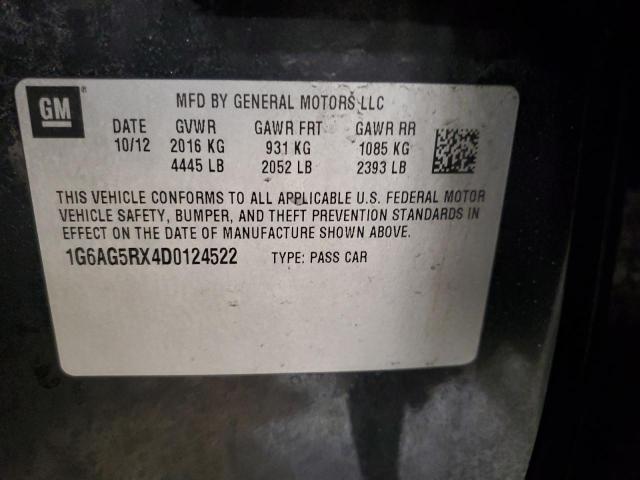 GM
MFD BY GENERAL MOTORS LLC
DATE GVWR GAWR FRT GAWR RR
10/12 2016 KG 931 KG 1085 KG
4445 LB 2052 LB 2393 LB
THIS VEHICLE CONFORMS TO ALL APPLICABLE U.S. FEDERAL MOTOR
VEHICLE SAFETY, BUMPER, AND THEFT PREVENTION STANDARDS IN
EFFECT ON THE DATE OF MANUFACTURE SHOWN ABOVE.
1G6AG5RX4D0124522 TYPE: PASS CAR